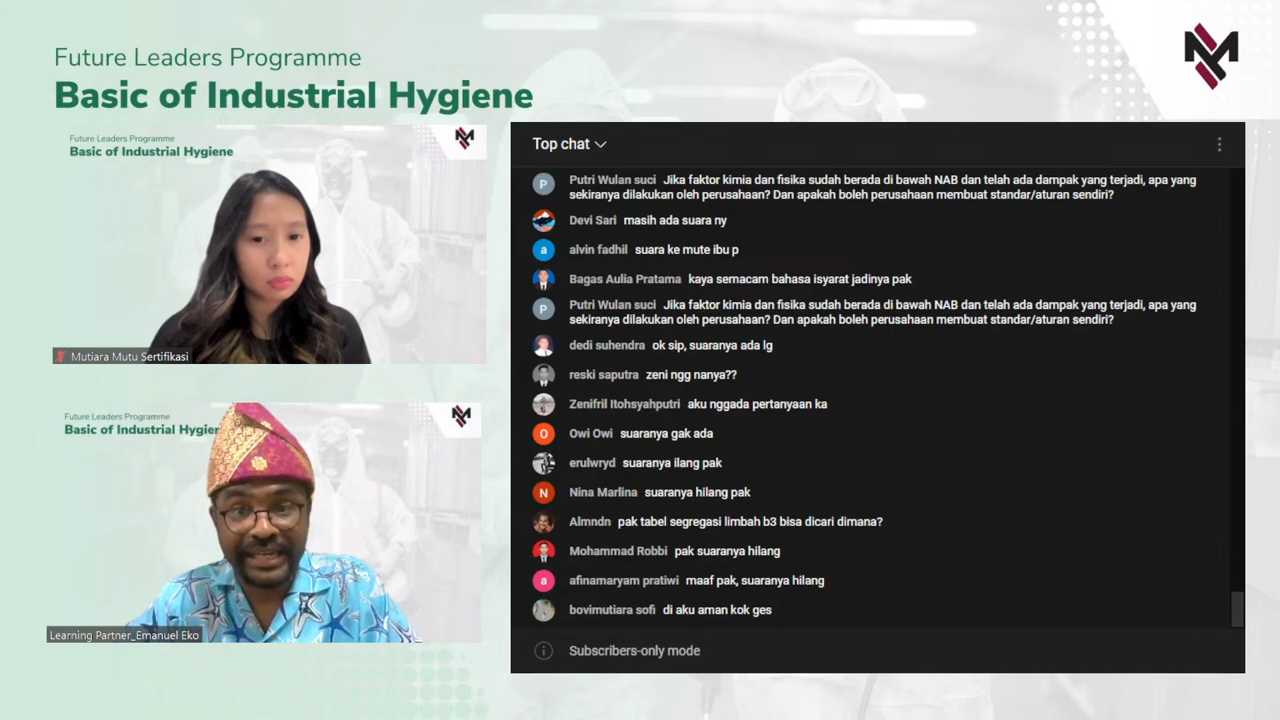 Future Leaders Programme
Basic of Industrial Hygiene
Future Leaders Programme
Basic of Industrial Hygiene
Mutiara Mutu Sertifikasi
Future Leaders Programme
Basic of Industrial Hygier
Learning Partner_Emanuel Eko
Top chat
P
Putri Wulan suci Jika faktor kimia dan fisika sudah berada di bawah NAB dan telah ada dampak yang terjadi, apa yang
sekiranya dilakukan oleh perusahaan? Dan apakah boleh perusahaan membuat standar/aturan sendiri?
Devi Sari masih ada suara ny
a
alvin fadhil suara ke mute ibu p
Bagas Aulia Pratama kaya semacam bahasa isyarat jadinya pak
P
Putri Wulan suci Jika faktor kimia dan fisika sudah berada di bawah NAB dan telah ada dampak yang terjadi, apa yang
sekiranya dilakukan oleh perusahaan? Dan apakah boleh perusahaan membuat standar/aturan sendiri?
dedi suhendra ok sip, suaranya ada lg
reski saputra zeni ngg nanya??
Zenifril Itohsyahputri aku nggada pertanyaan ka
O
Owi Owi suaranya gak ada
erulwryd suaranya ilang pak
N
Nina Marlina suaranya hilang pak
Almndn pak tabel segregasi limbah b3 bisa dicari dimana?
Mohammad Robbi pak suaranya hilang
a
afinamaryam pratiwi maaf pak, suaranya hilang
bovimutiara sofi di aku aman kok ges
Subscribers-only mode